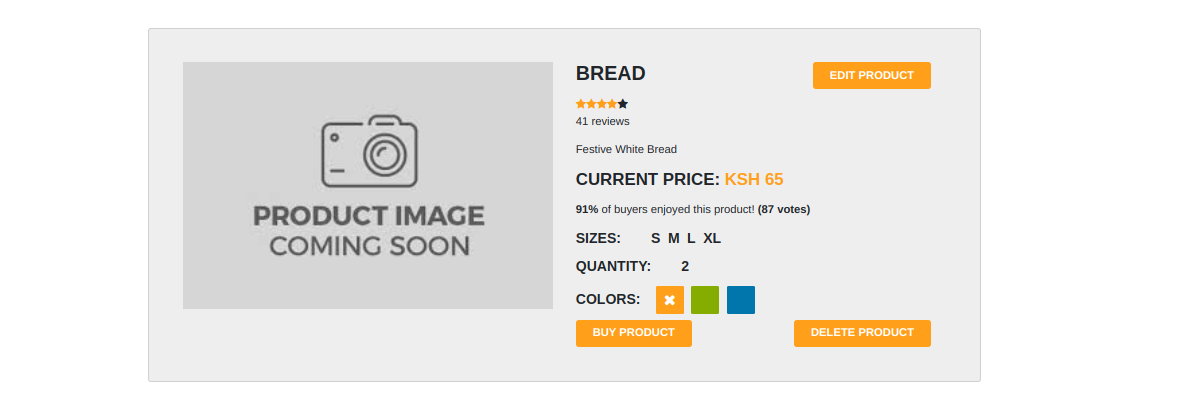 PRODUCT IMAGE
COMING SOON
BREAD
EDIT PRODUCT
41 reviews
Festive White Bread
CURRENT PRICE: KSH 65
91% of buyers enjoyed this product! (87 votes)
SIZES: S M L XL
QUANTITY: 2
COLORS:
BUY PRODUCT
DELETE PRODUCT